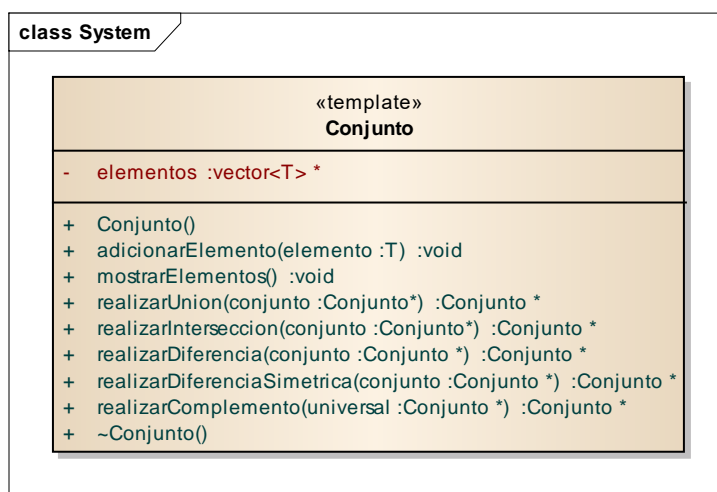 class System
«template»
Conjunto
- elementos :vector<T> *
+ Conjunto()
+ adicionarElemento(elemento :T) :void
+ mostrarElementos() :void
+ realizarUnion(conjunto :Conjunto*) :Conjunto *
+ realizarInterseccion(conjunto :Conjunto*) :Conjunto *
+ realizarDiferencia(conjunto :Conjunto *) :Conjunto *
+ realizarDiferenciaSimetrica(conjunto :Conjunto *) :Conjunto *
+ realizarComplemento(universal :Conjunto *) :Conjunto *
+ ~Conjunto()